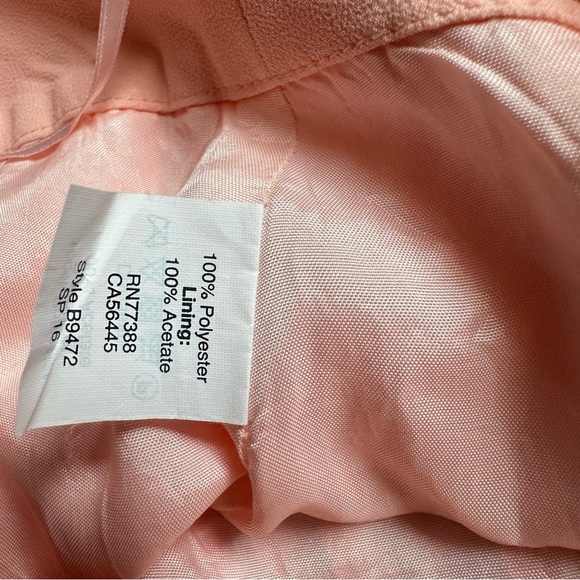 100% Polyester
Lining:
100% Acetate
RN77388
CA56445
Style B9472
SP 16